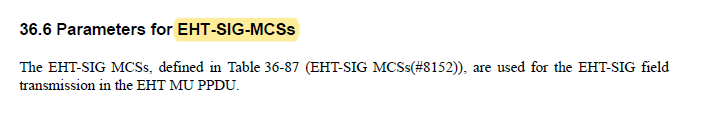 36.6 Parameters for EHT-SIG-MCSs
The EHT-SIG MCSs, defined in Table 36-87 (EHT-SIG MCSs(#8152)), are used for the EHT-SIG field
transmission in the EHT MU PPDU.